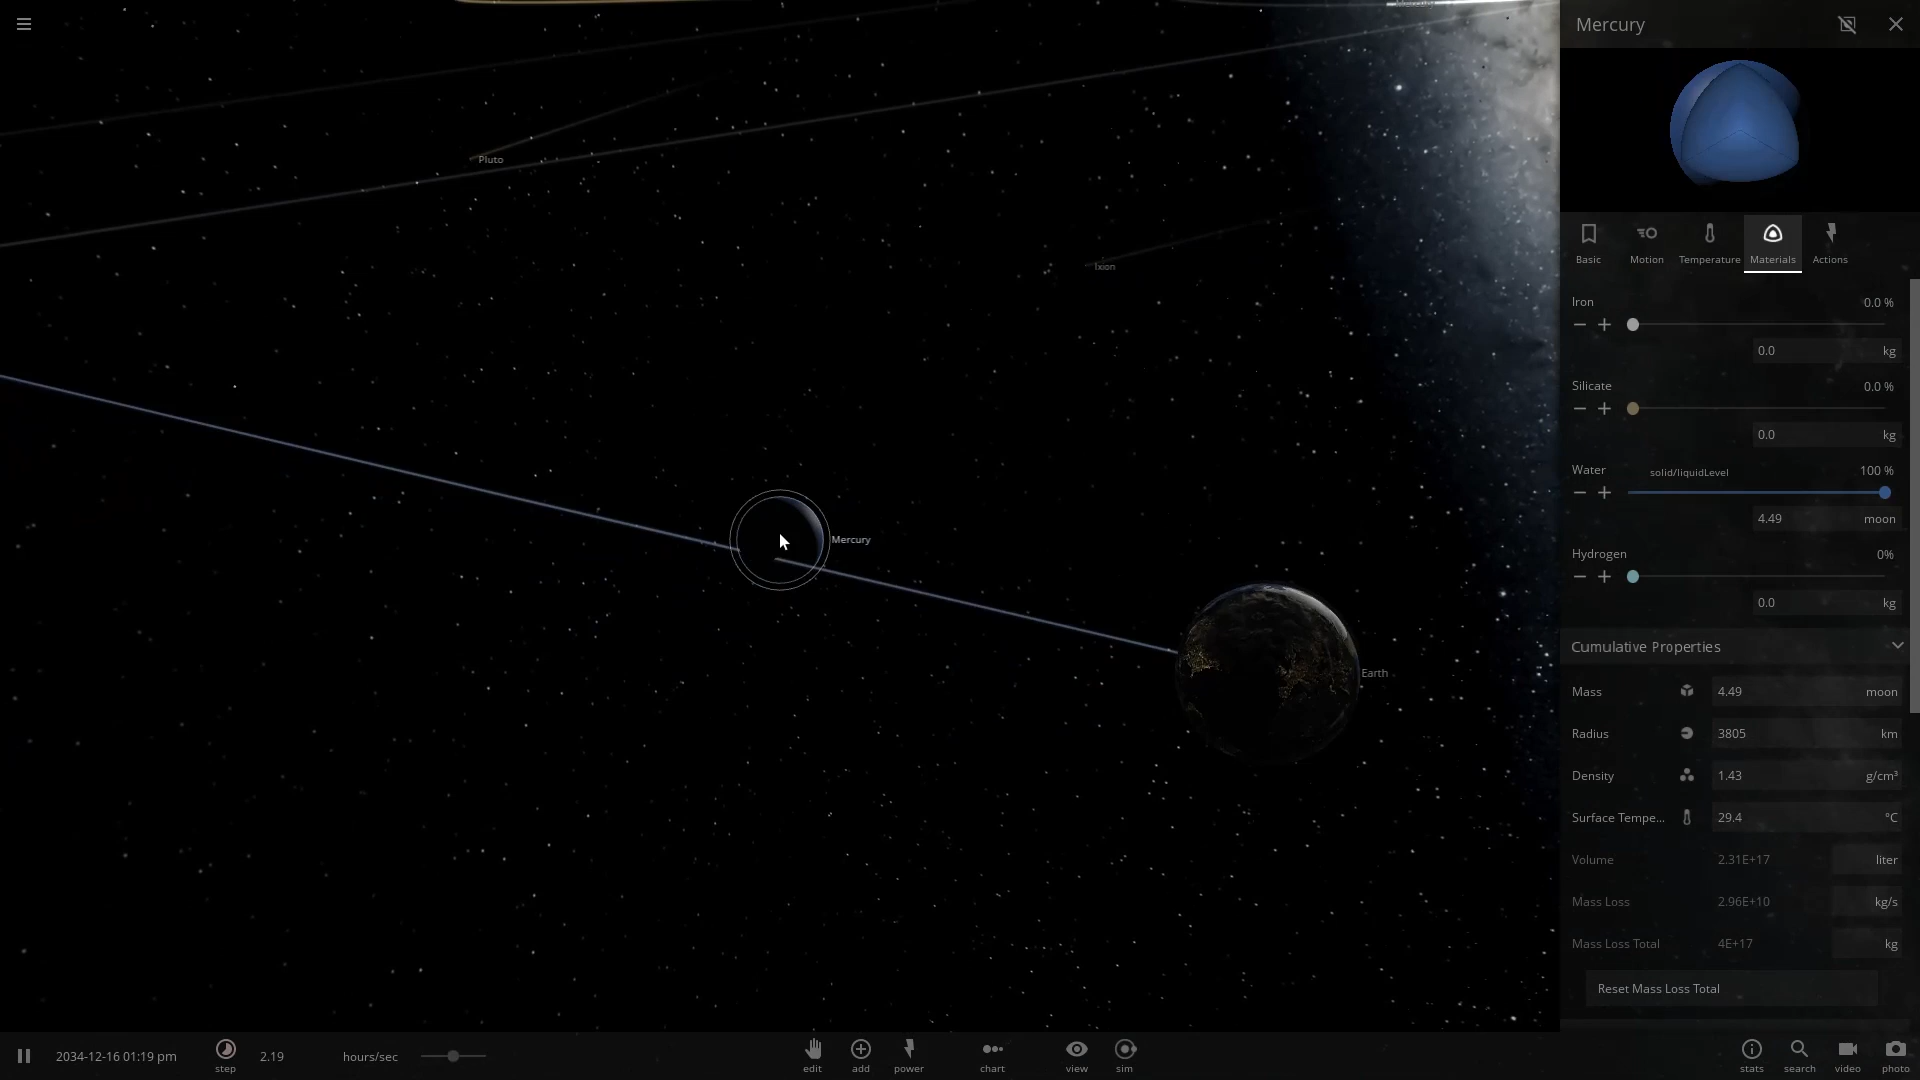 Mercury
Mercury
Pluto
Ixion
Mercury
Earth
Basic
Motion
Temperature
Materials
Actions
Iron
0.0 %
0.0
kg
Silicate
0.0 %
0.0
kg
Water
solid/liquidLevel
100 %
4.49
moon
Hydrogen
0%
0.0
kg
Cumulative Properties
Mass
4.49
moon
Radius
3805
km
Density
1.43
g/cm³
Surface Tempe...
29.4
°C
Volume
2.31E+17
liter
Mass Loss
2.96E+10
kg/s
Mass Loss Total
4E+17
kg
Reset Mass Loss Total
2034-12-16 01:19 pm
step
2.19
hours/sec
edit
add
power
chart
view
sim
stats
search
video
photo